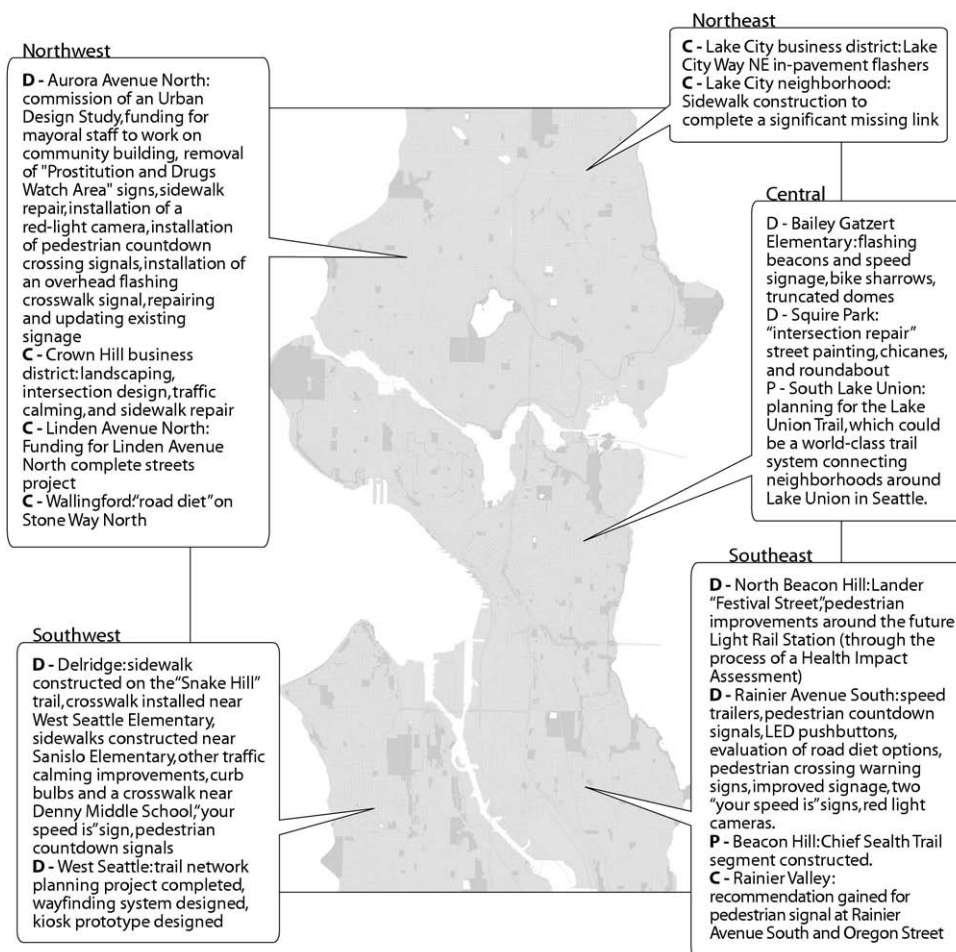 Northwest
D - Aurora Avenue North:
commission of an Urban
Design Study, funding for
mayoral staff to work on
community building, removal
of "Prostitution and Drugs
Watch Area" signs, sidewalk
repair, installation of a
red-light camera, installation
of pedestrian countdown
crossing signals, installation of
an overhead flashing
crosswalk signal, repairing
and updating existing
signage
C - Crown Hill business
district: landscaping,
intersection design, traffic
calming, and sidewalk repair
C - Linden Avenue North:
Funding for Linden Avenue
North complete streets
project
C - Wallingford: “road diet” on
Stone Way North
Northeast
C - Lake City business district: Lake
City Way NE in-pavement flashers
C - Lake City neighborhood:
Sidewalk construction to
complete a significant missing link
Central
D - Bailey Gatzert
Elementary: flashing
beacons and speed
signage, bike sharrows,
truncated domes
D - Squire Park:
“intersection repair”
street painting, chicanes,
and roundabout
P - South Lake Union:
planning for the Lake
Union Trail, which could
be a world-class trail
system connecting
neighborhoods around
Lake Union in Seattle.
Southwest
D - Delridge: sidewalk
constructed on the “Snake Hill”
trail, crosswalk installed near
West Seattle Elementary,
sidewalks constructed near
Sanislo Elementary, other traffic
calming improvements, curb
bulbs and a crosswalk near
Denny Middle School, “your
speed is” sign, pedestrian
countdown signals
D - West Seattle: trail network
planning project completed,
wayfinding system designed,
kiosk prototype designed
Southeast
D - North Beacon Hill: Lander
“Festival Street,” pedestrian
improvements around the future
Light Rail Station (through the
process of a Health Impact
Assessment)
D - Rainier Avenue South: speed
trailers, pedestrian countdown
signals, LED pushbuttons,
evaluation of road diet options,
pedestrian crossing warning
signs, improved signage, two
“your speed is” signs, red light
cameras.
P - Beacon Hill: Chief Sealth Trail
segment constructed.
C - Rainier Valley:
recommendation gained for
pedestrian signal at Rainier
Avenue South and Oregon Street